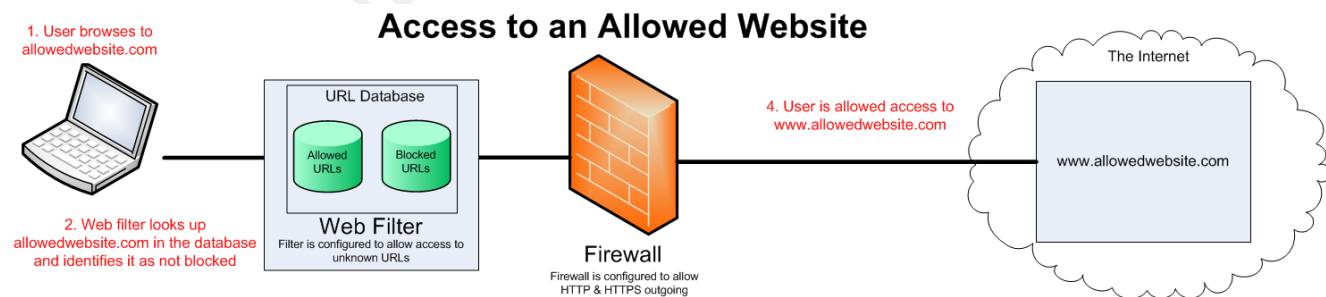 Access to an Allowed Website
1. User browses to
allowedwebsite.com
2. Web filter looks up
allowedwebsite.com in the database
and identifies it as not blocked
URL Database
Allowed
URLs
Blocked
URLs
Web Filter
Filter is configured to allow access to
unknown URLs
Firewall
Firewall is configured to allow
HTTP & HTTPS outgoing
4. User is allowed access to
www.allowedwebsite.com
The Internet
www.allowedwebsite.com